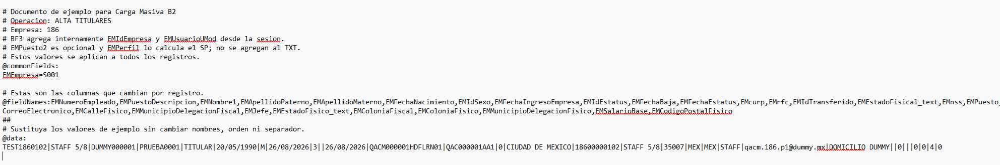 # Documento de ejemplo para Carga Masiva B2
# Operacion: ALTA TITULARES
# Empresa: 186
# BF3 agrega internamente EMIdEmpresa y EMUsuarioUMod desde la sesion.
# EMPuesto2 es opcional y EMPerfil lo calcula el SP; no se agregan al TXT.
# Estos valores se aplican a todos los registros.
@commonFields:
EMEmpresa=S001
# Estas son las columnas que cambian por registro.
@fieldNames:EMNumeroEmpleado,EMPuestoDescripcion,EMNombre1,EMApellidoPaterno,EMApellidoMaterno,EMFechaNacimiento,EMIdSexo,EMFechaIngresoEmpresa,EMIdEstatus,EMFechaBaja,EMFechaEstatus,EMcurp,EMrfc,EMIdTransferido,EMEstadoFisical_text,EMnss,EMPuesto,
CorreoElectronico,EMCalleFisico,EMMunicipioDelegacionFiscal,EMJefe,EMEstadoFisico_text,EMColoniaFiscal,EMColoniaFisico,EMMunicipioDelegacionFisico,EMSalarioBase,EMCodigoPostalFisico
##
# Sustituya los valores de ejemplo sin cambiar nombres, orden ni separador.
@data:
TEST1860102|STAFF 5/8|DUMMY000001|PRUEBA0001|TITULAR|20/05/1990|M|26/08/2026|3||26/08/2026|QACM000001HDFLRN01|QAC000001AA1|0|CIUDAD DE MEXICO|18600000102|STAFF 5/8|35007|MEX|MEX|STAFF|qacm.186.p1@dummy.mx|DOMICILIO DUMMY||0|||0|0|4|0